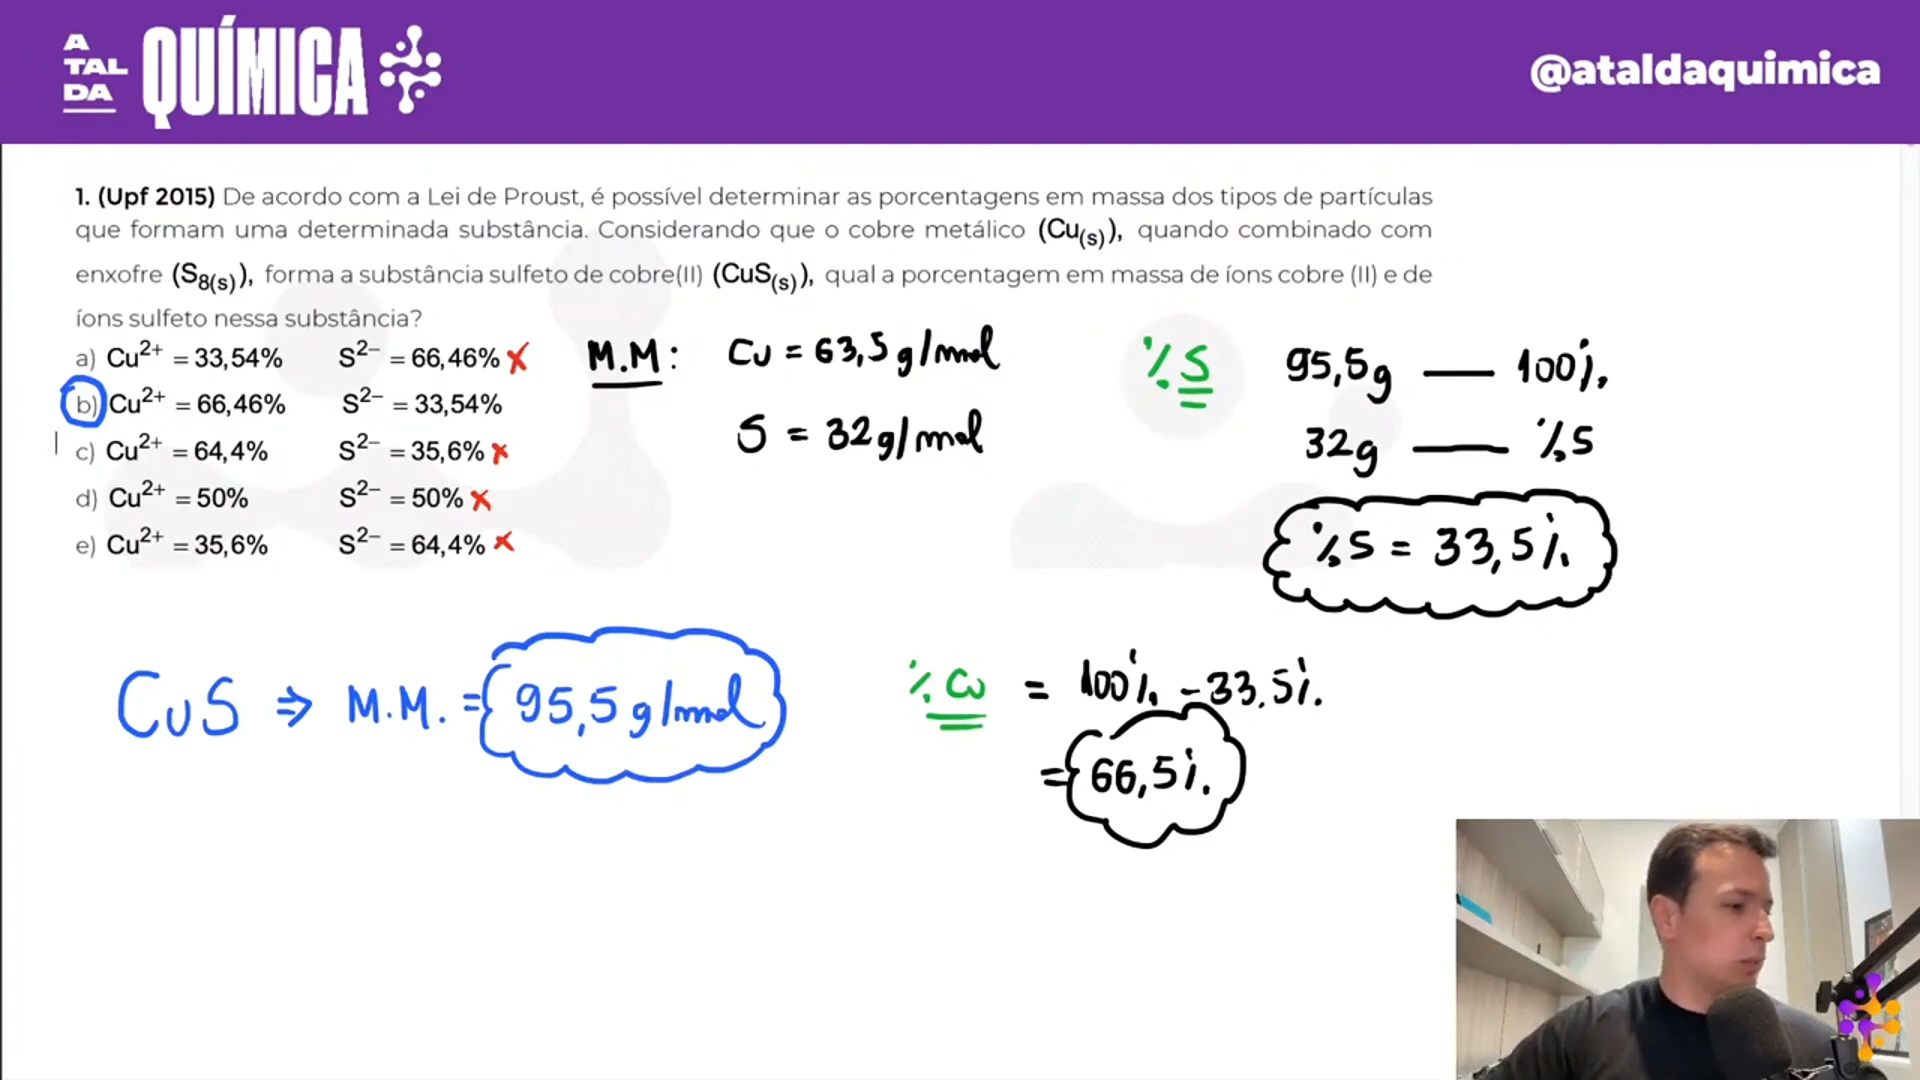 A TAL DA QUÍMICA
@ataldaquimica
1. (Upf 2015) De acordo com a Lei de Proust, é possível determinar as porcentagens em massa dos tipos de partículas
que formam uma determinada substância. Considerando que o cobre metálico (Cu(s)), quando combinado com
enxofre (S8(s)), forma a substância sulfeto de cobre(II) (CuS(s)), qual a porcentagem em massa de íons cobre (II) e de
íons sulfeto nessa substância?
a) Cu2+ = 33,54% S2− = 66,46% X
b) Cu2+ = 66,46% S2− = 33,54%
c) Cu2+ = 64,4% S2− = 35,6% X
d) Cu2+ = 50% S2− = 50% X
e) Cu2+ = 35,6% S2− = 64,4% X
M.M: Cu = 63,5 g/mol
S = 32 g/mol
% S
95,5g — 100%
32g — % S
% S = 33,5%
CuS ⇒ M.M. = 95,5 g/mol
% Cu = 100% - 33,5%
= 66,5%